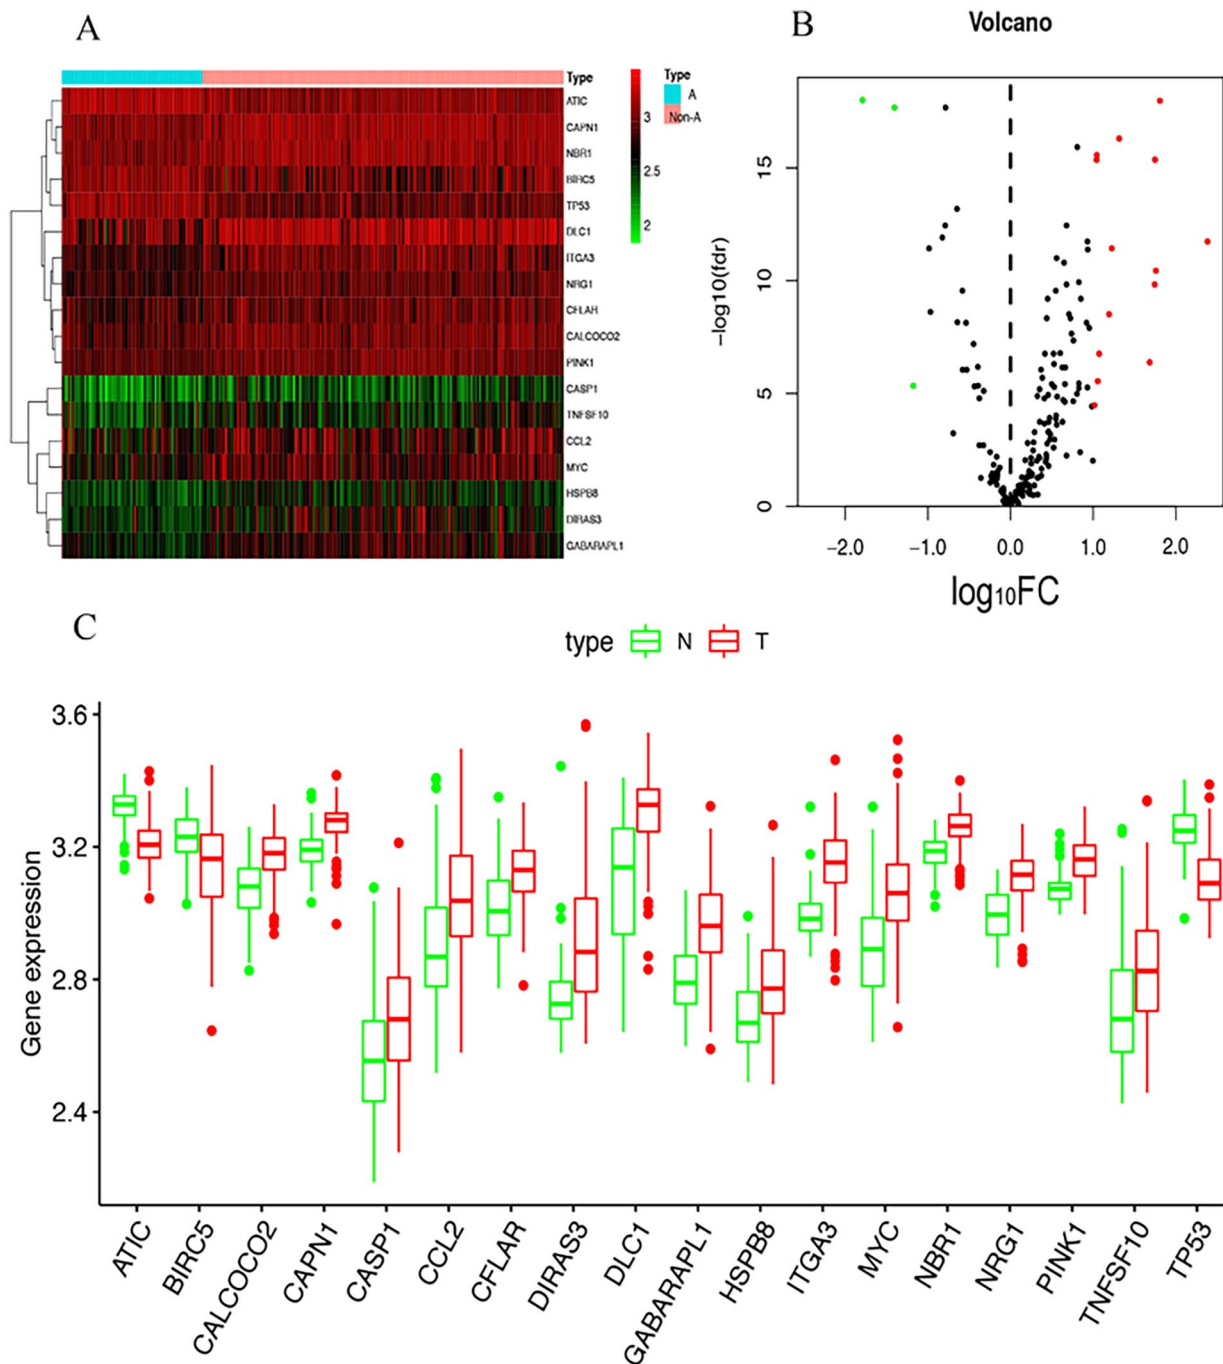 A
Type
ATIC
CAPN1
NBR1
BIRC5
TP53
DLC1
ITGA3
NRG1
CFLAR
CALCOCO2
PINK1
CASP1
TNFSF10
CCL2
MYC
HSPB8
DIRAS3
GABARAPL1
3
2.5
2
Type
A
Non-A
B
Volcano
15
10
5
0
−log10(fdr)
−2.0 −1.0 0.0 1.0 2.0
log₁₀FC
C
type N T
3.6
3.2
2.8
2.4
Gene expression
ATIC
BIRC5
CALCOCO2
CAPN1
CASP1
CCL2
CFLAR
DIRAS3
DLC1
GABARAPL1
HSPB8
ITGA3
MYC
NBR1
NRG1
PINK1
TNFSF10
TP53